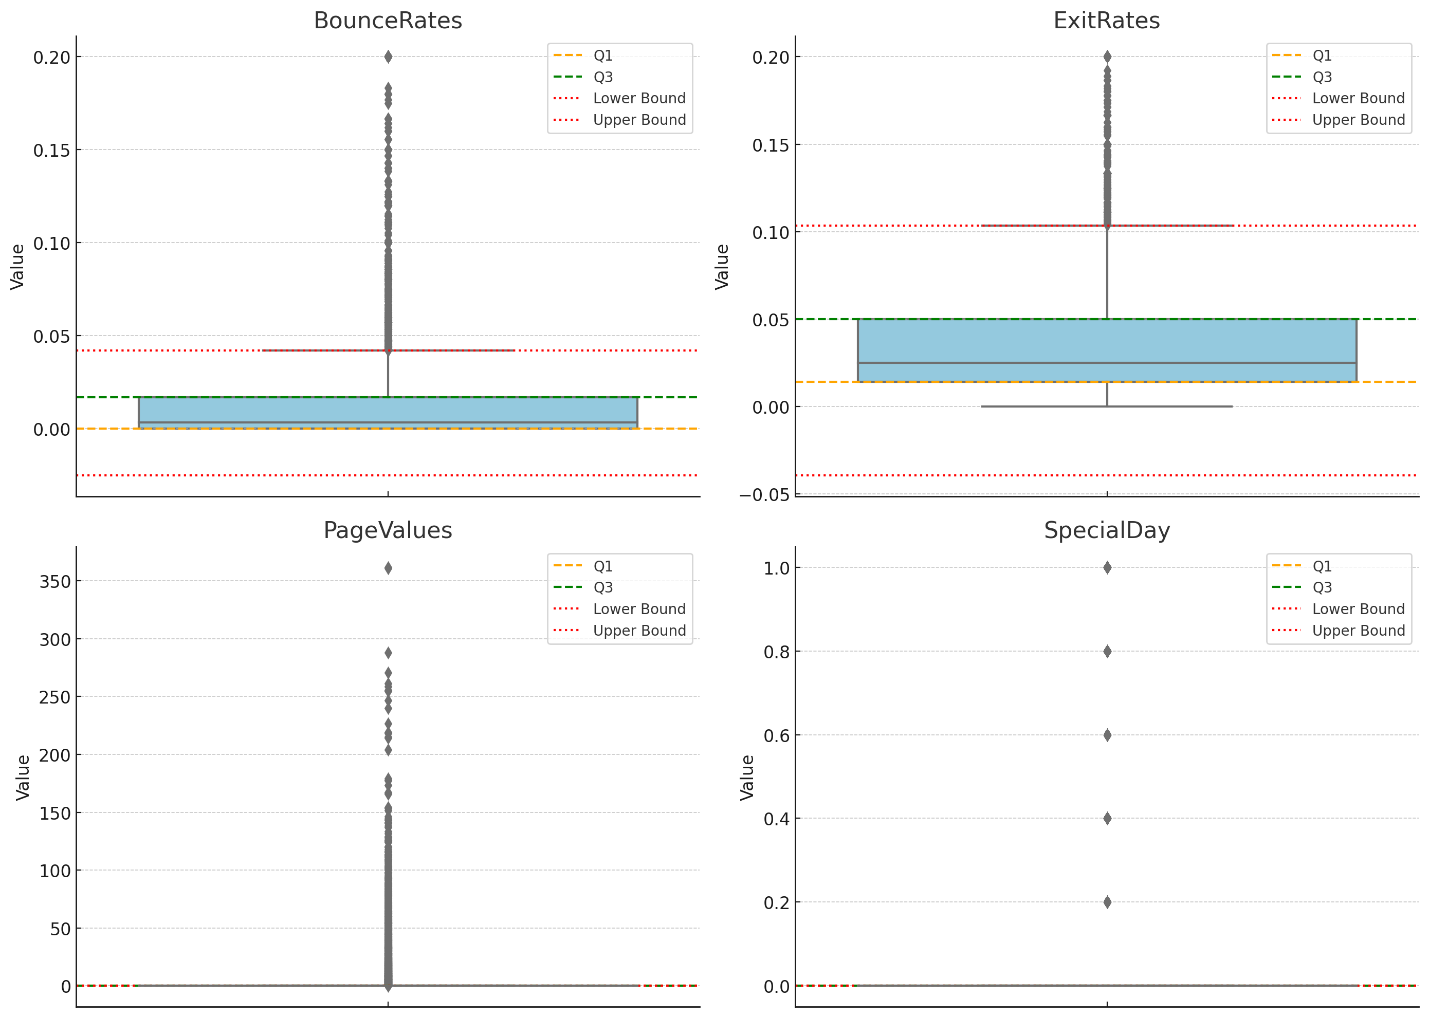 BounceRates
Q1
Q3
Lower Bound
Upper Bound
Value
0.20
0.15
0.10
0.05
0.00
ExitRates
Q1
Q3
Lower Bound
Upper Bound
Value
0.20
0.15
0.10
0.05
0.00
−0.05
PageValues
Q1
Q3
Lower Bound
Upper Bound
Value
350
300
250
200
150
100
50
0
SpecialDay
Q1
Q3
Lower Bound
Upper Bound
Value
1.0
0.8
0.6
0.4
0.2
0.0